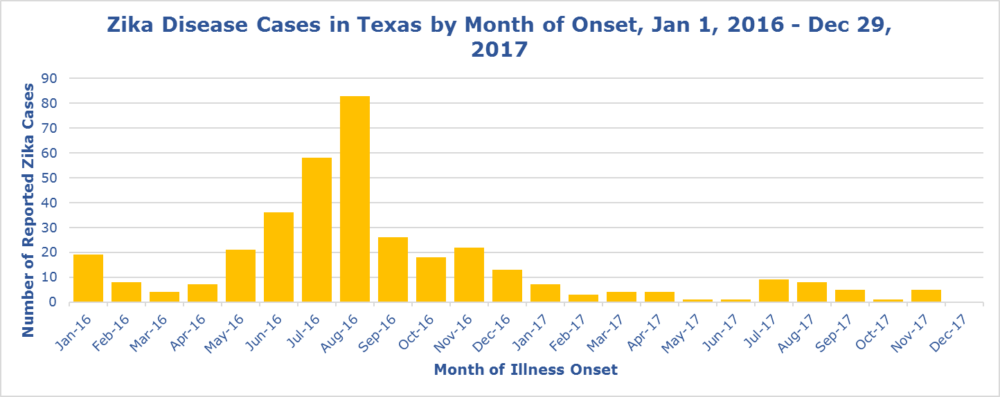 Zika Disease Cases in Texas by Month of Onset, Jan 1, 2016 - Dec 29,
2017
Number of Reported Zika Cases
90
80
70
60
50
40
30
20
10
0
Jan-16
Feb-16
Mar-16
Apr-16
May-16
Jun-16
Jul-16
Aug-16
Sep-16
Oct-16
Nov-16
Dec-16
Jan-17
Feb-17
Mar-17
Apr-17
May-17
Jun-17
Jul-17
Aug-17
Sep-17
Oct-17
Nov-17
Dec-17
Month of Illness Onset